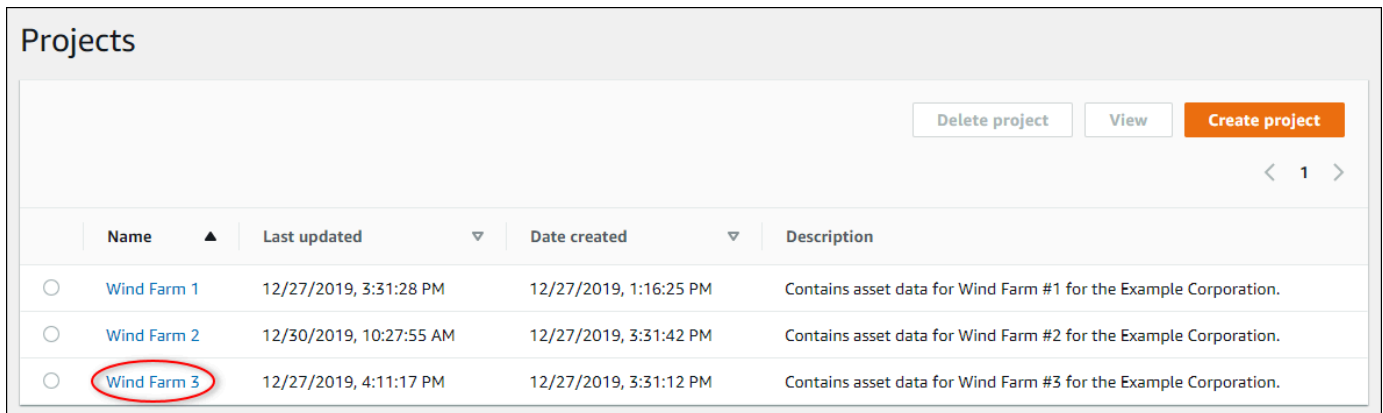 Projects
Delete project View Create project
1
Name Last updated Date created Description
Wind Farm 1 12/27/2019, 3:31:28 PM 12/27/2019, 1:16:25 PM Contains asset data for Wind Farm #1 for the Example Corporation.
Wind Farm 2 12/30/2019, 10:27:55 AM 12/27/2019, 3:31:42 PM Contains asset data for Wind Farm #2 for the Example Corporation.
Wind Farm 3 12/27/2019, 4:11:17 PM 12/27/2019, 3:31:12 PM Contains asset data for Wind Farm #3 for the Example Corporation.